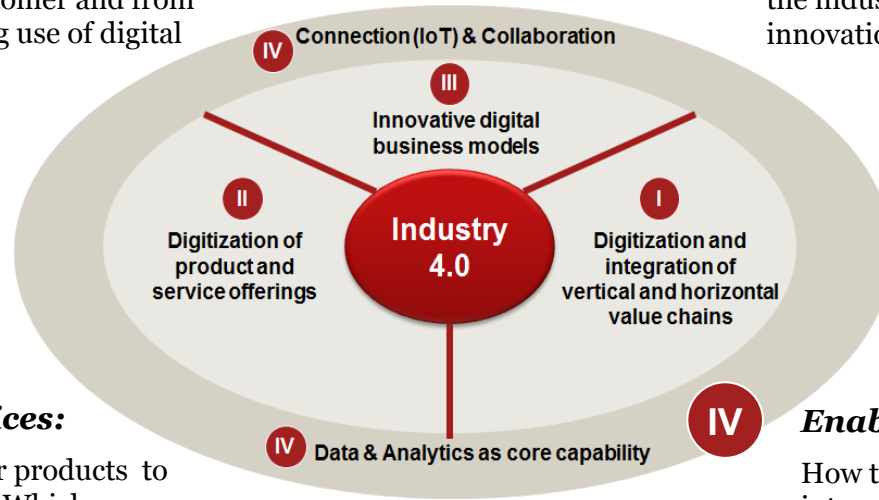 and from
g use of digital
the indus
innovatio
IV
Connection (IoT) & Collaboration
III
Innovative digital
business models
II
Digitization of
product and
service offerings
Industry
4.0
I
Digitization and
integration of
vertical and horizontal
value chains
IV
Data & Analytics as core capability
IV
ices:
r products to
Enab
How t